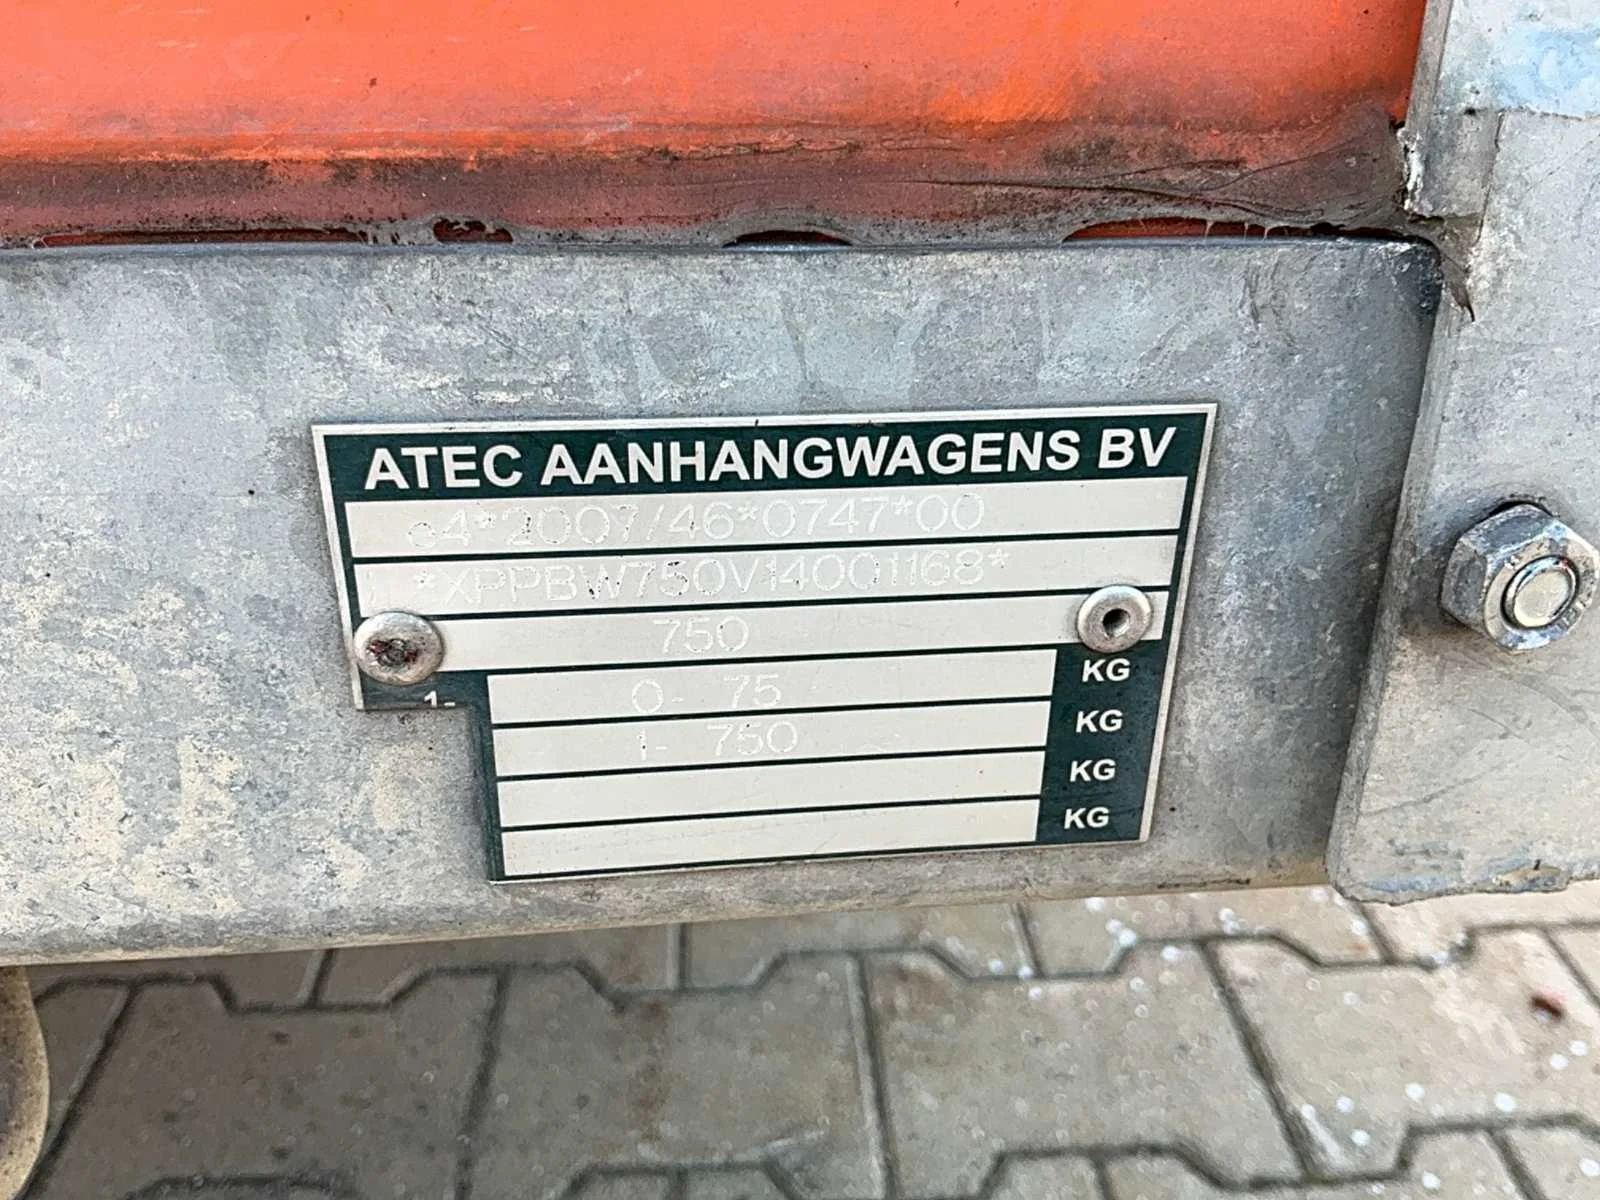 ATEC AANHANGWAGENS BV
e4*2007/46*0747*00
*XPPBW750V14001168*
750
KG
1-
0- 75
KG
1- 750
KG
KG